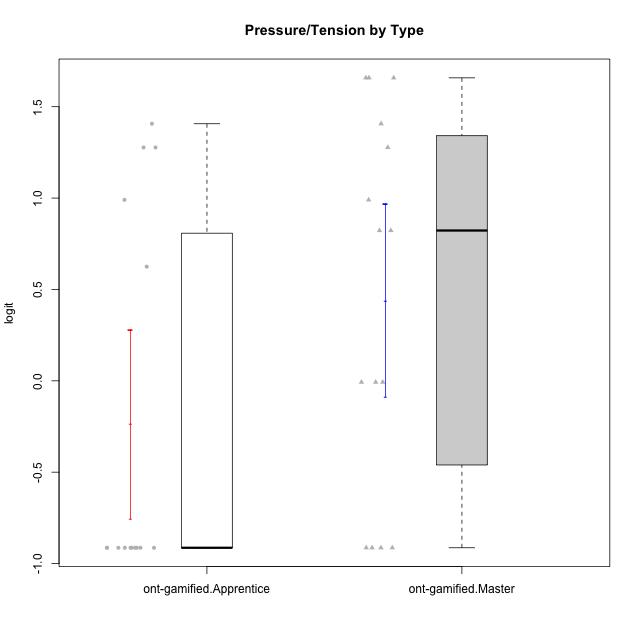 Pressure/Tension by Type
logit
1.5
1.0
0.5
0.0
-0.5
-1.0
ont-gamified.Apprentice
ont-gamified.Master